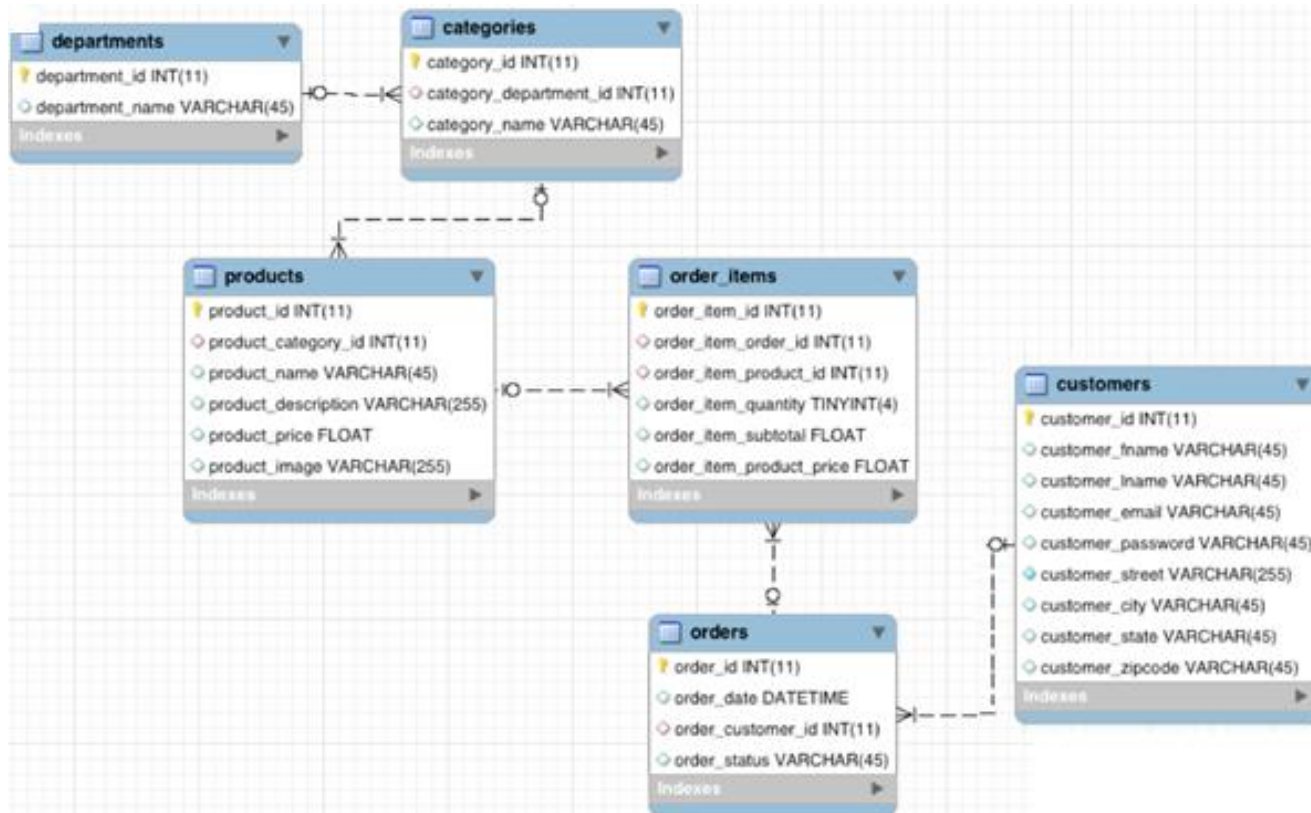 departments
department_id INT(11)
department_name VARCHAR(45)
Indexes
categories
category_id INT(11)
category_department_id INT(11)
category_name VARCHAR(45)
Indexes
products
product_id INT(11)
product_category_id INT(11)
product_name VARCHAR(45)
product_description VARCHAR(255)
product_price FLOAT
product_image VARCHAR(255)
Indexes
order_items
order_item_id INT(11)
order_item_order_id INT(11)
order_item_product_id INT(11)
order_item_quantity TINYINT(4)
order_item_subtotal FLOAT
order_item_product_price FLOAT
Indexes
customers
customer_id INT(11)
customer_fname VARCHAR(45)
customer_lname VARCHAR(45)
customer_email VARCHAR(45)
customer_password VARCHAR(45)
customer_street VARCHAR(255)
customer_city VARCHAR(45)
customer_state VARCHAR(45)
customer_zipcode VARCHAR(45)
Indexes
orders
order_id INT(11)
order_date DATETIME
order_customer_id INT(11)
order_status VARCHAR(45)
Indexes